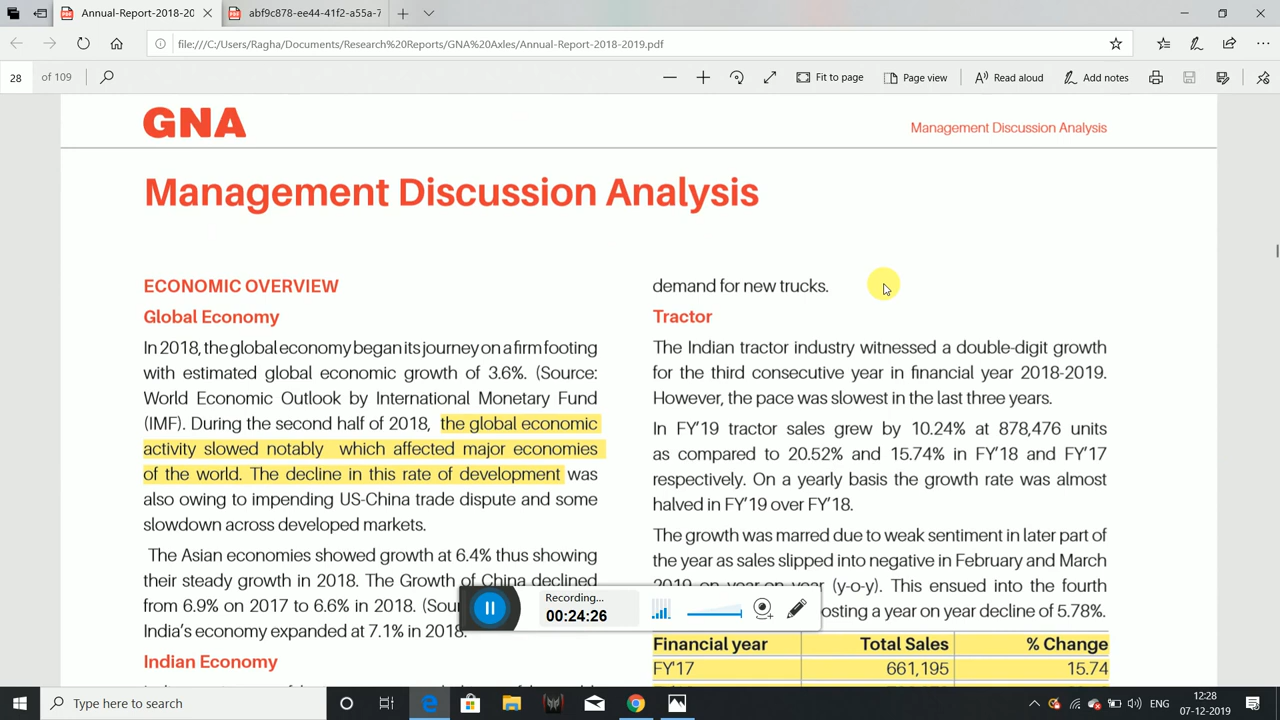 Annual-Report-2018-20
abf9c878-ee44-41f2-a55a-7
file:///C:/Users/Ragha/Documents/Research%20Reports/GNA%20Axles/Annual-Report-2018-2019.pdf
28 of 109
Fit to page
Page view
Read aloud
Add notes
GNA
Management Discussion Analysis
Management Discussion Analysis
ECONOMIC OVERVIEW
Global Economy
In 2018, the global economy began its journey on a firm footing
with estimated global economic growth of 3.6%. (Source:
World Economic Outlook by International Monetary Fund
(IMF). During the second half of 2018, the global economic
activity slowed notably which affected major economies
of the world. The decline in this rate of development was
also owing to impending US-China trade dispute and some
slowdown across developed markets.
The Asian economies showed growth at 6.4% thus showing
their steady growth in 2018. The Growth of China declined
from 6.9% on 2017 to 6.6% in 2018. (Sou
India's economy expanded at 7.1% in 2018.
Indian Economy
demand for new trucks.
Tractor
The Indian tractor industry witnessed a double-digit growth
for the third consecutive year in financial year 2018-2019.
However, the pace was slowest in the last three years.
In FY'19 tractor sales grew by 10.24% at 878,476 units
as compared to 20.52% and 15.74% in FY'18 and FY'17
respectively. On a yearly basis the growth rate was almost
halved in FY'19 over FY'18.
The growth was marred due to weak sentiment in later part of
the year as sales slipped into negative in February and March
2019 on year on year (y-o-y). This ensued into the fourth
osting a year on year decline of 5.78%.
Financial year Total Sales % Change
FY'17 661,195 15.74
Recording...
00:24:26
Type here to search
ENG
12:28
07-12-2019